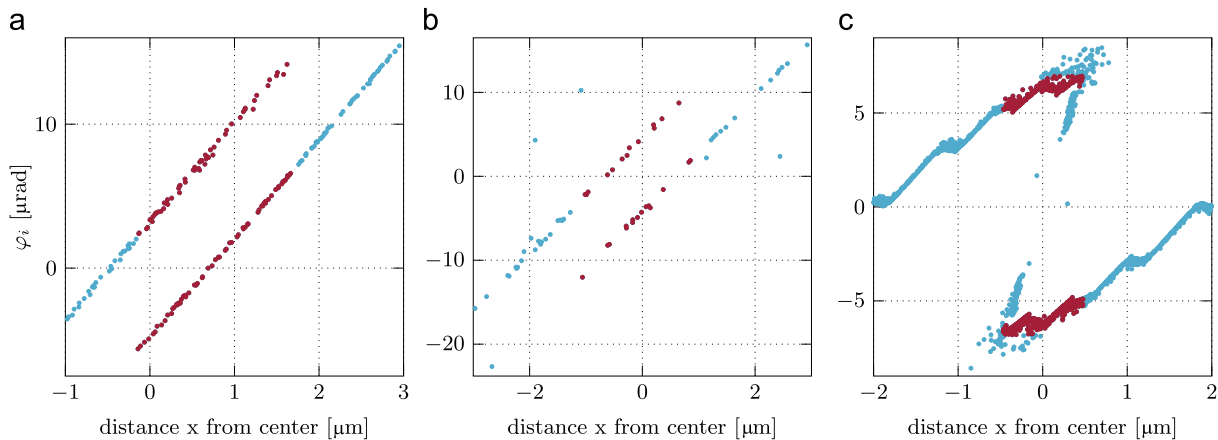 a b c
φi [μrad]
10
0
−1 0 1 2 3
distance x from center [μm]
10
0
−10
−20
−2 0 2
distance x from center [μm]
5
0
−5
−2 −1 0 1 2
distance x from center [μm]